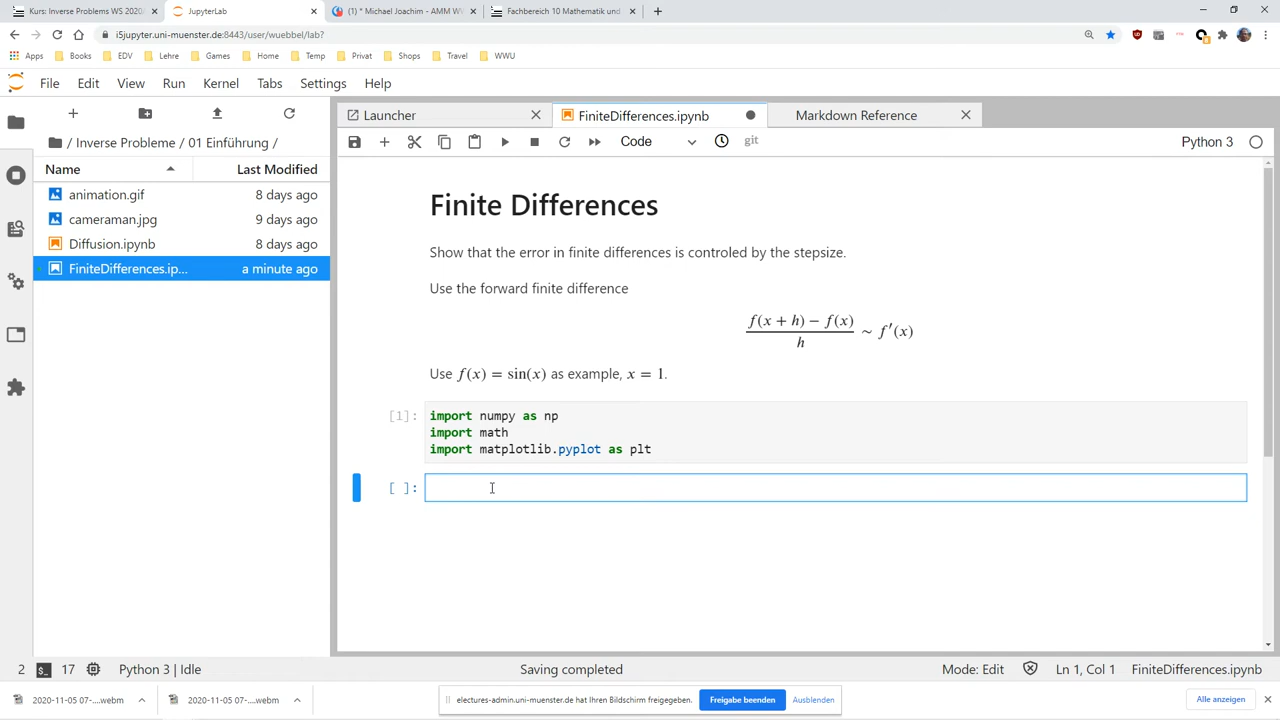 Kurs: Inverse Problems WS 2020/
JupyterLab
(1) * Michael Joachim - AMM WW
Fachbereich 10 Mathematik und
i5jupyter.uni-muenster.de:8443/user/wuebbel/lab?
Apps Books EDV Lehre Games Home Temp Privat Shops Travel WWU
File Edit View Run Kernel Tabs Settings Help
Launcher
FiniteDifferences.ipynb
Markdown Reference
/ Inverse Probleme / 01 Einführung /
Code
git
Python 3
Name Last Modified
animation.gif 8 days ago
cameraman.jpg 9 days ago
Diffusion.ipynb 8 days ago
FiniteDifferences.ip... a minute ago
Finite Differences
Show that the error in finite differences is controled by the stepsize.
Use the forward finite difference
f(x + h) − f(x)
h
∼ f′(x)
Use f(x) = sin(x) as example, x = 1.
[1]: import numpy as np
import math
import matplotlib.pyplot as plt
[ ]:
2 17 Python 3 | Idle Saving completed Mode: Edit Ln 1, Col 1 FiniteDifferences.ipynb
2020-11-05 07-....webm
2020-11-05 07-....webm
electures-admin.uni-muenster.de hat Ihren Bildschirm freigegeben.
Freigabe beenden
Ausblenden
Alle anzeigen